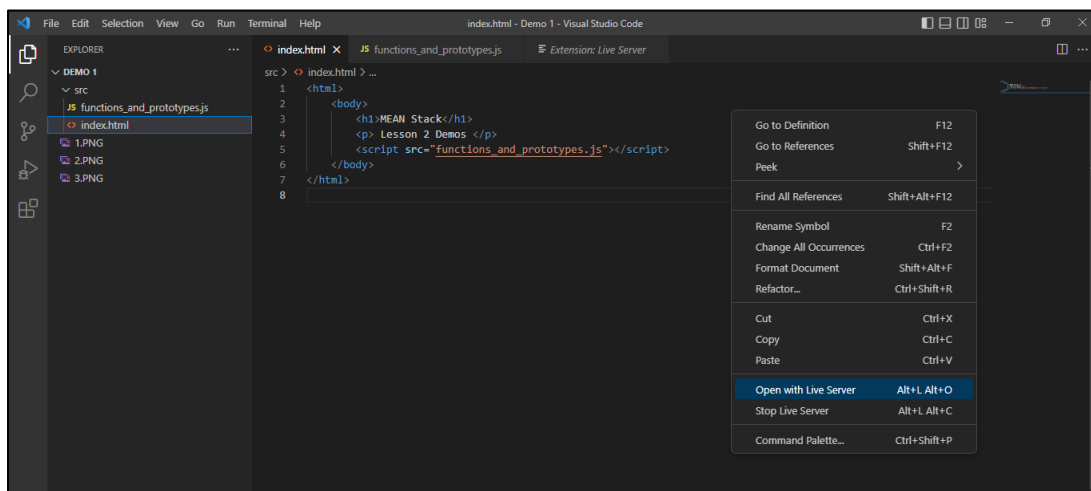 File Edit Selection View Go Run Terminal Help index.html - Demo 1 - Visual Studio Code
EXPLORER ...
DEMO 1
src
JS functions_and_prototypes.js
index.html
1.PNG
2.PNG
3.PNG
index.html JS functions_and_prototypes.js Extension: Live Server ...
src > index.html > ...
1 <html>
2 <body>
3 <h1>MEAN Stack</h1>
4 <p> Lesson 2 Demos </p>
5 <script src="functions_and_prototypes.js"></script>
6 </body>
7 </html>
8
Go to Definition F12
Go to References Shift+F12
Peek >
Find All References Shift+Alt+F12
Rename Symbol F2
Change All Occurrences Ctrl+F2
Format Document Shift+Alt+F
Refactor... Ctrl+Shift+R
Cut Ctrl+X
Copy Ctrl+C
Paste Ctrl+V
Open with Live Server Alt+L Alt+O
Stop Live Server Alt+L Alt+C
Command Palette... Ctrl+Shift+P